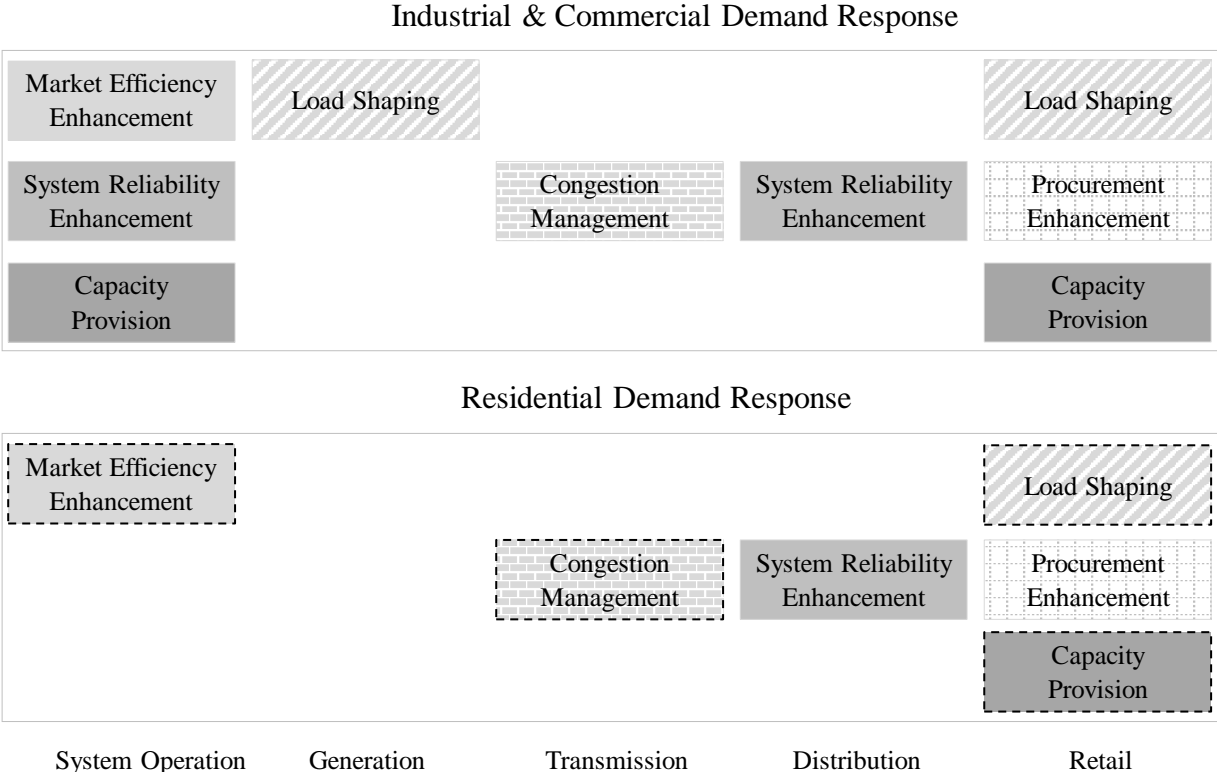 Industrial & Commercial Demand Response
Market Efficiency
Enhancement
Load Shaping
Load Shaping
System Reliability
Enhancement
Congestion
Management
System Reliability
Enhancement
Procurement
Enhancement
Capacity
Provision
Capacity
Provision
Residential Demand Response
Market Efficiency
Enhancement
Load Shaping
Congestion
Management
System Reliability
Enhancement
Procurement
Enhancement
Capacity
Provision
System Operation
Generation
Transmission
Distribution
Retail